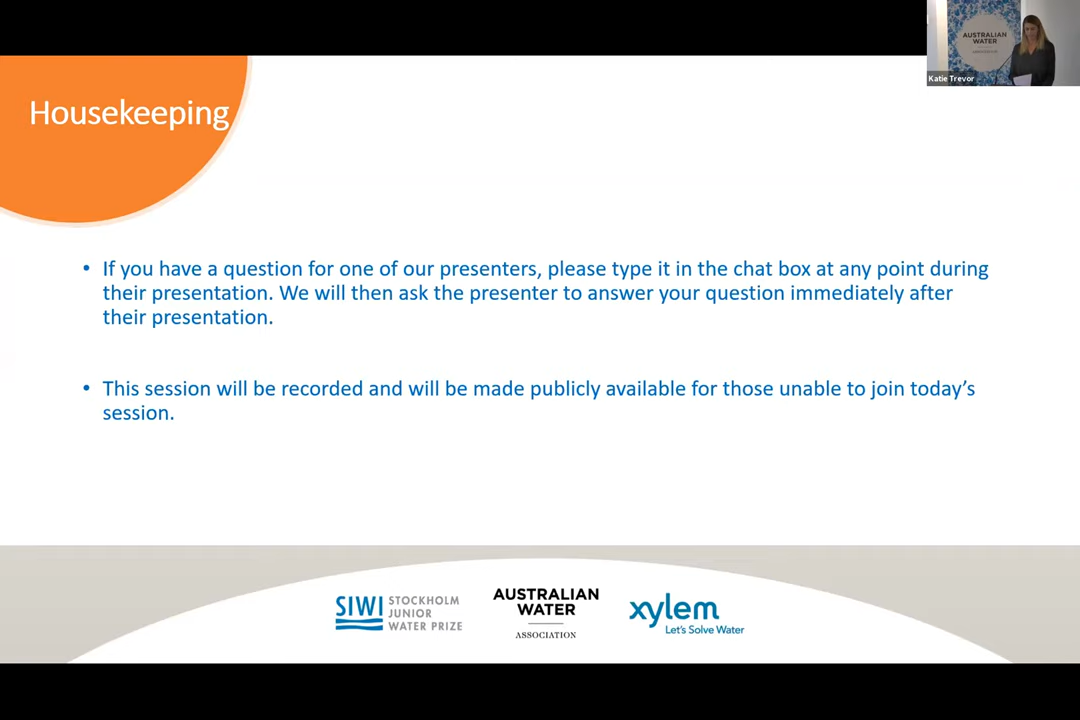 AUSTRALIAN
WATER
Katie Trevor
Housekeeping
• If you have a question for one of our presenters, please type it in the chat box at any point during
their presentation. We will then ask the presenter to answer your question immediately after
their presentation.
• This session will be recorded and will be made publicly available for those unable to join today’s
session.
SIWI STOCKHOLM
JUNIOR
WATER PRIZE
AUSTRALIAN
WATER
ASSOCIATION
xylem
Let's Solve Water